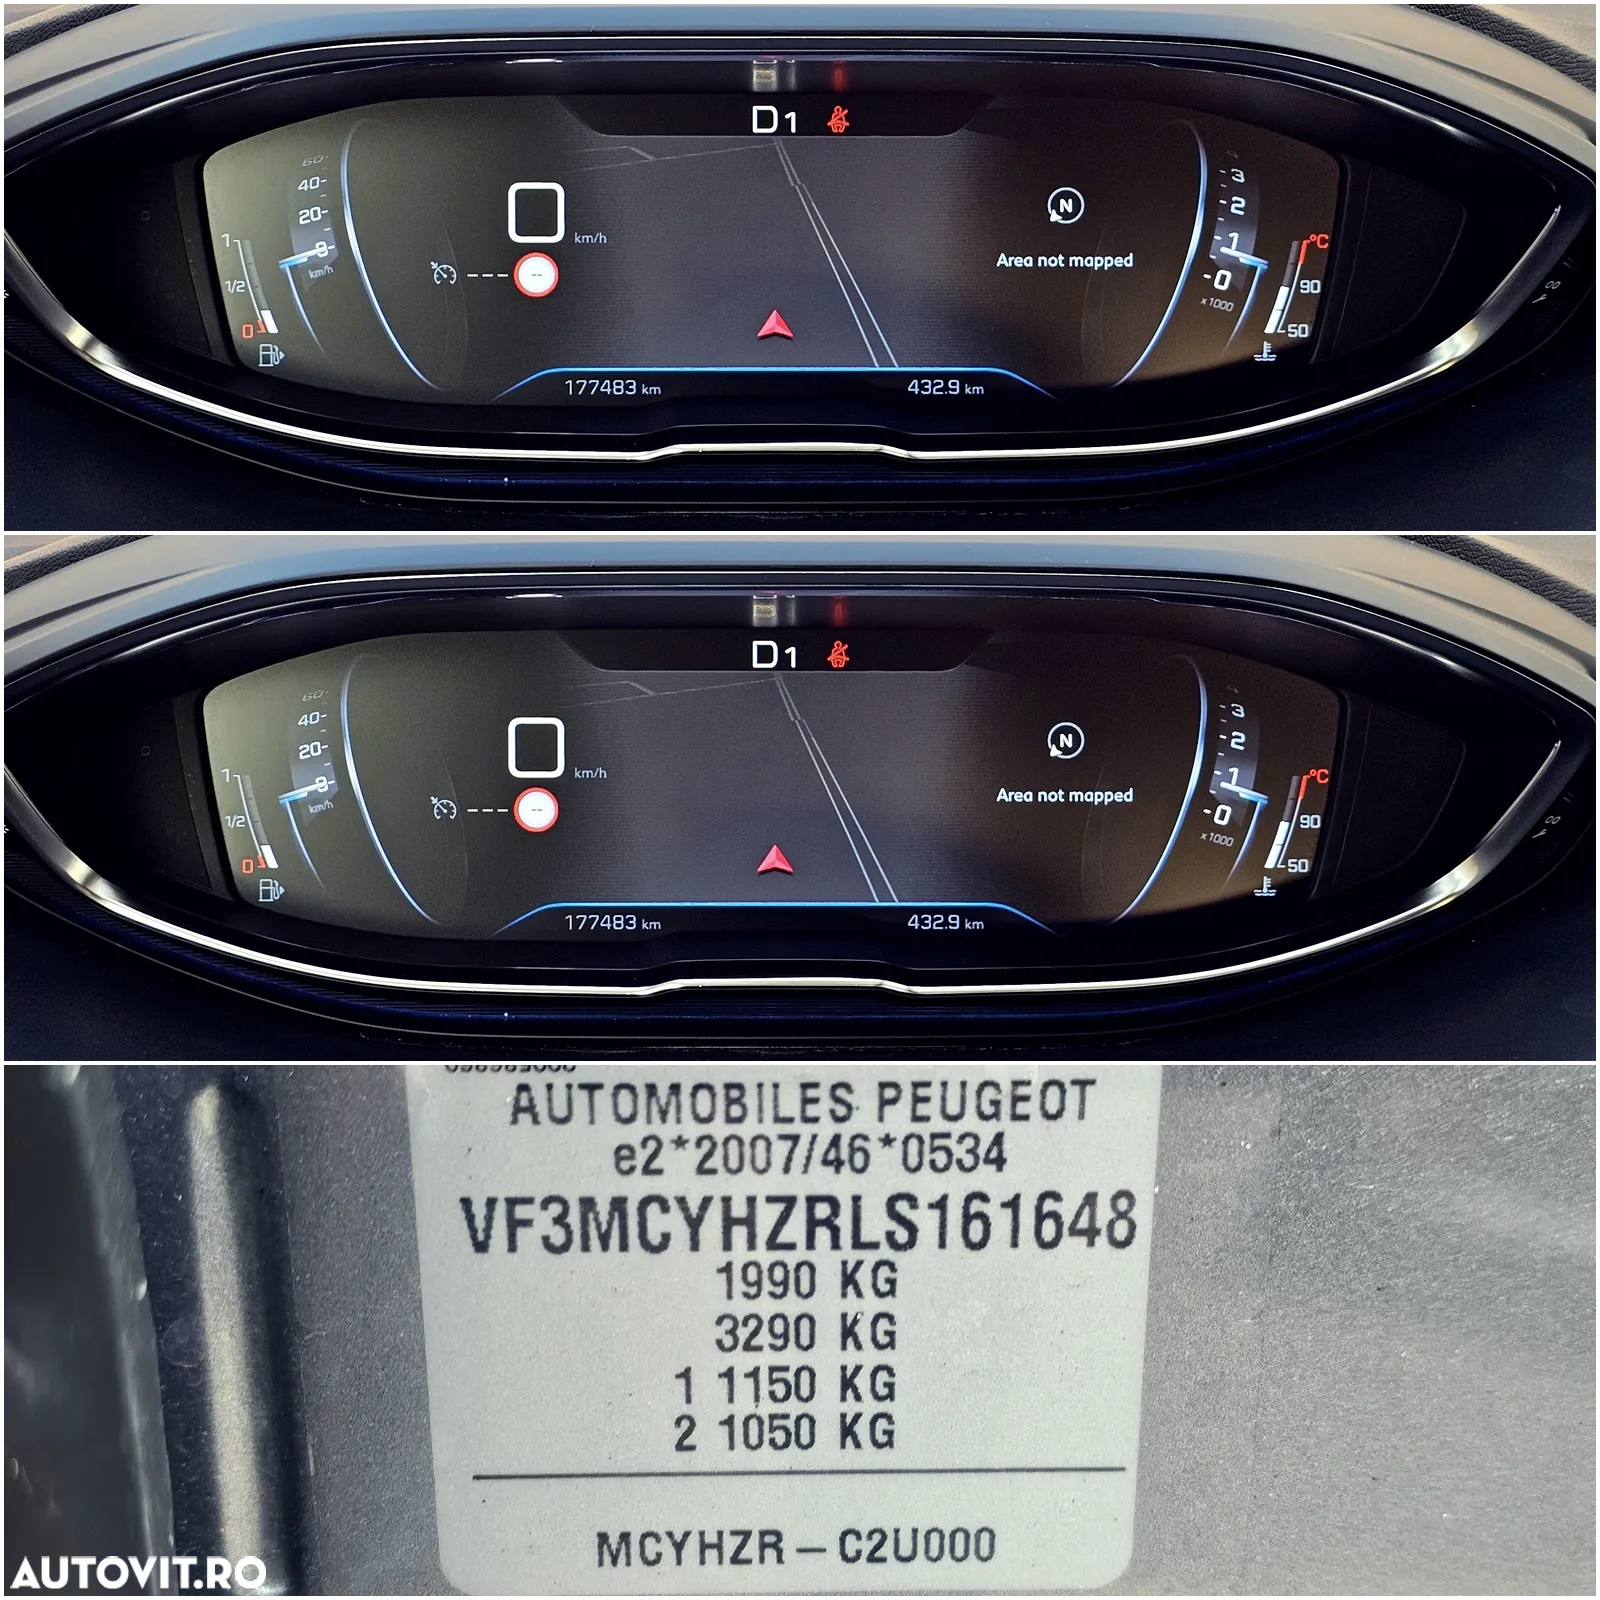 D1
60-
40-
20-
km/h
1
1/2
0
km/h
--
N
Area not mapped
3
2
1
0
x1000
°C
90
50
177483 km
432.9 km
D1
60-
40-
20-
km/h
1
1/2
0
km/h
--
N
Area not mapped
3
2
1
0
x1000
°C
90
50
177483 km
432.9 km
AUTOMOBILES PEUGEOT
e2*2007/46*0534
VF3MCYHZRLS161648
1990 KG
3290 KG
1 1150 KG
2 1050 KG
MCYHZR – C2U000
AUTOVIT.RO